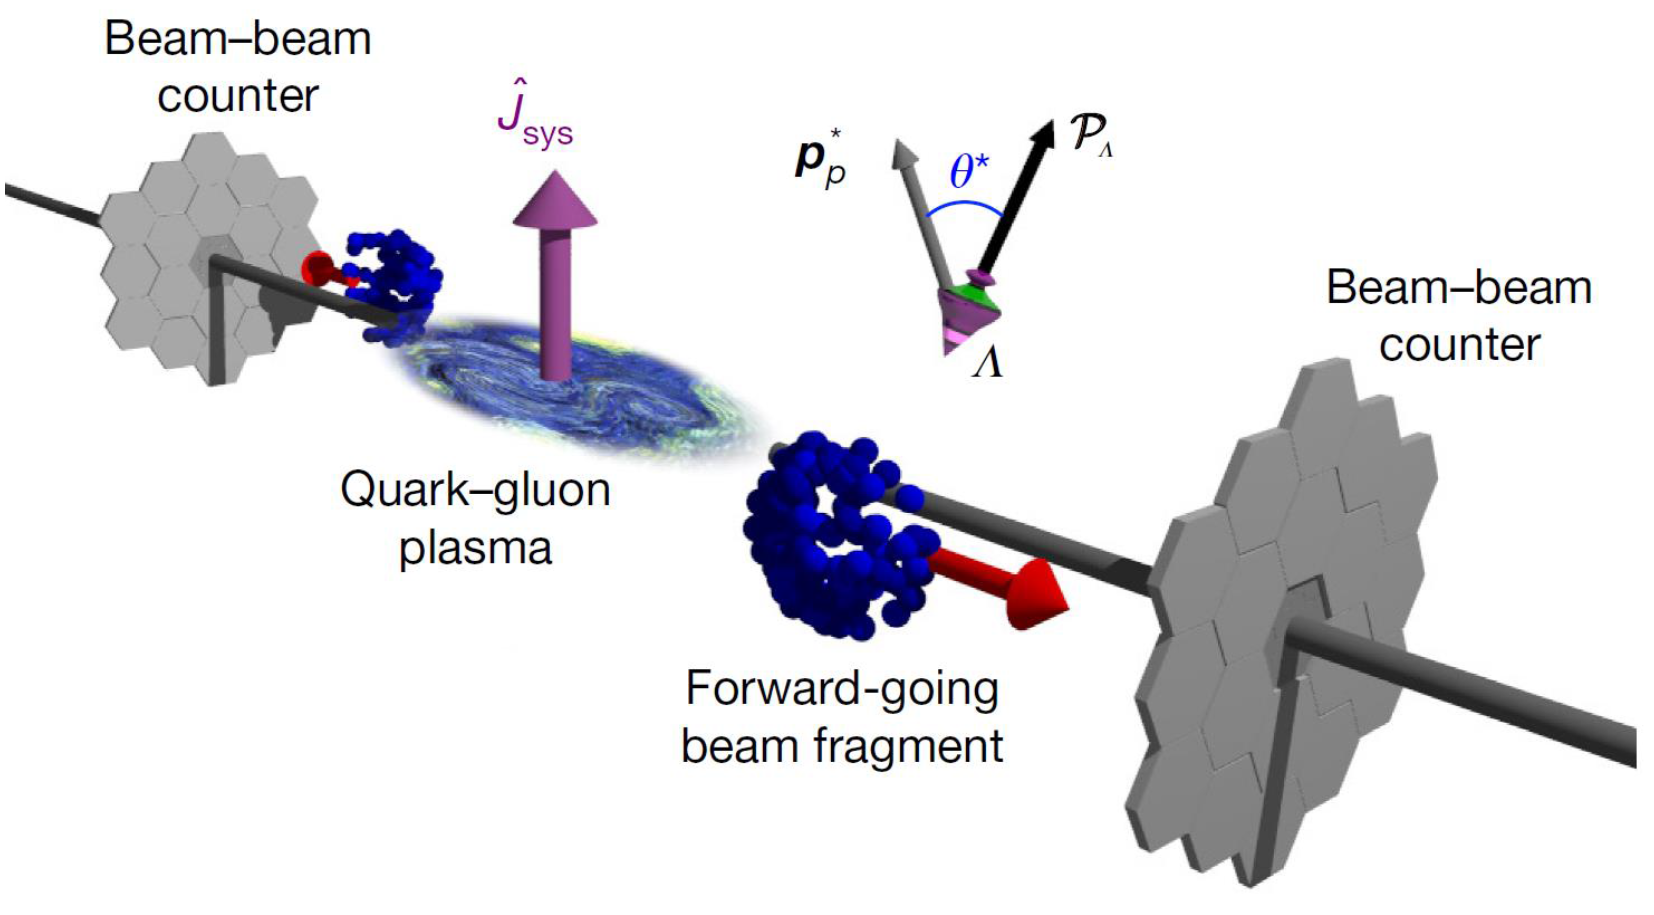 Beam–beam
counter
Ĵsys
p*p
θ*
𝒫Λ
Λ
Beam–beam
counter
Quark–gluon
plasma
Forward-going
beam fragment